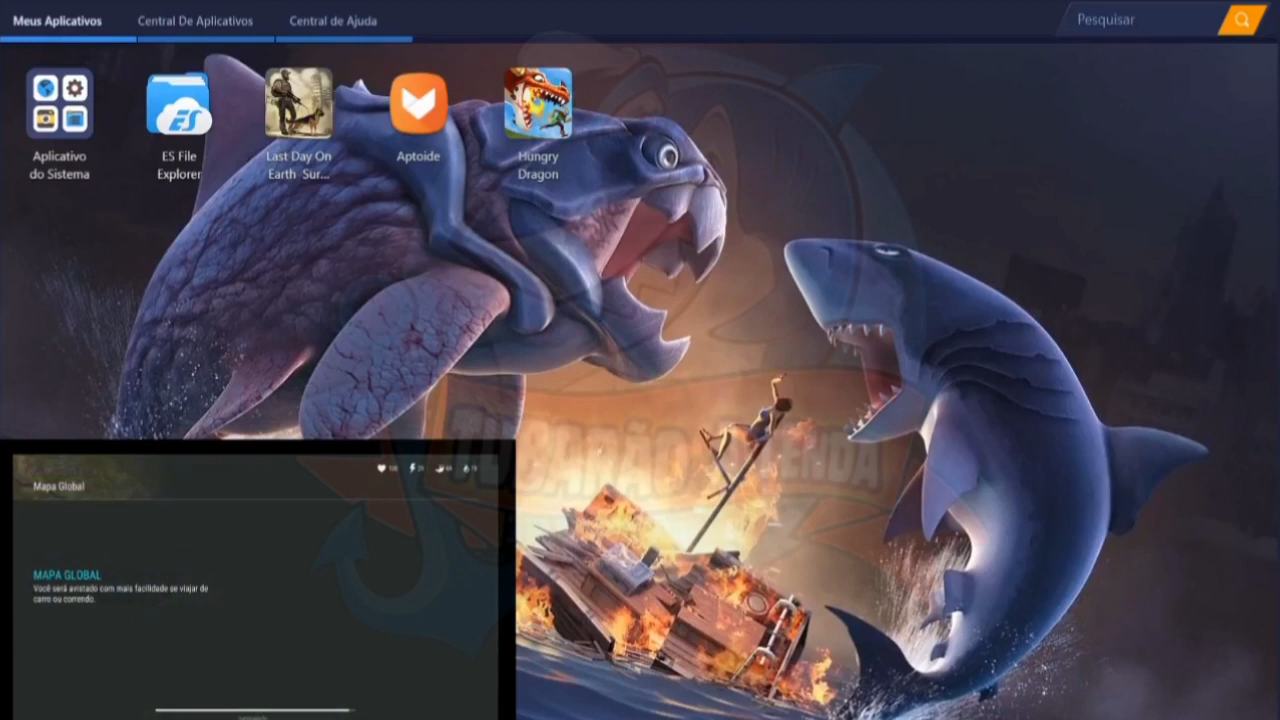 Meus Aplicativos
Central De Aplicativos
Central de Ajuda
Pesquisar
Aplicativo
do Sistema
ES File
Explorer
Last Day On
Earth Sur...
Aptoide
Hungry
Dragon
ES
TUBARÃO
Mapa Global
MAPA GLOBAL
Você será avistado com mais facilidade se viajar de
carro ou correndo.